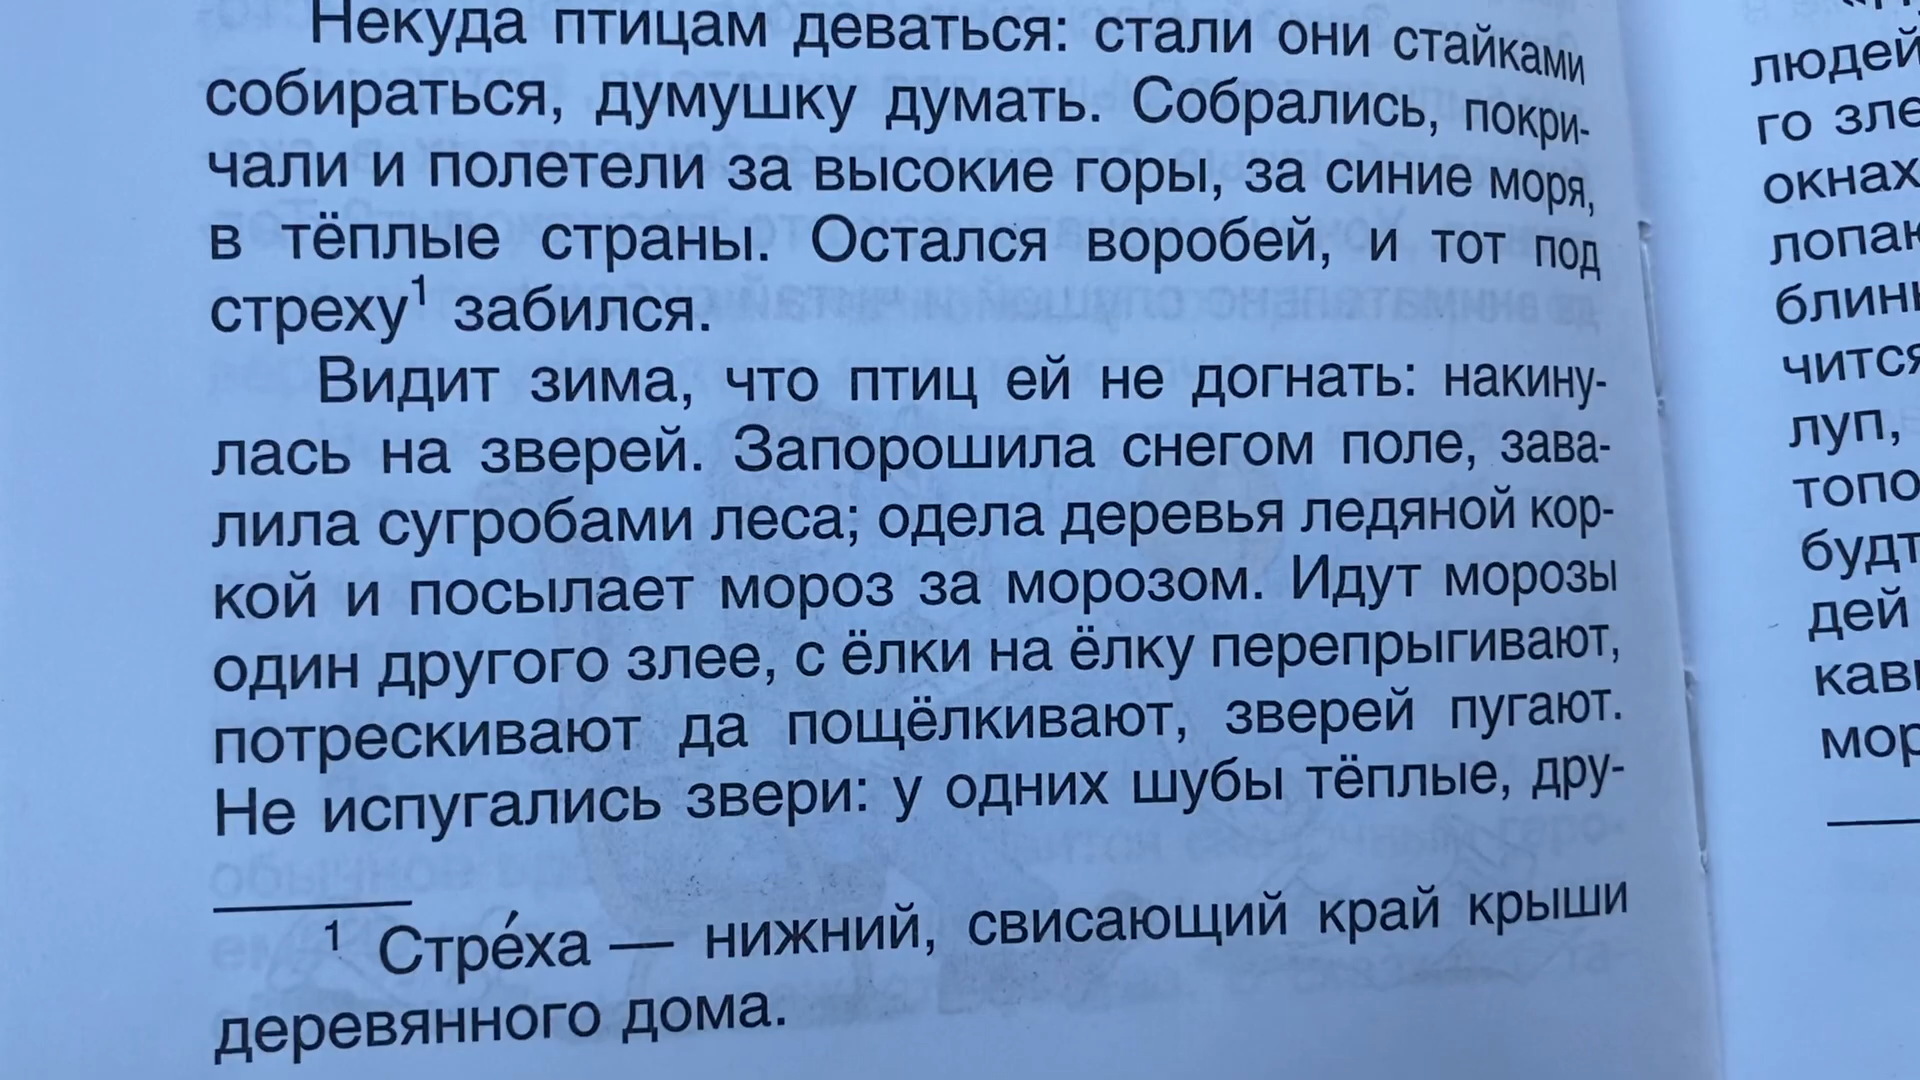 Некуда птицам деваться: стали они стайками
собираться, думушку думать. Собрались, покри-
чали и полетели за высокие горы, за синие моря,
в тёплые страны. Остался воробей, и тот под
стреху¹ забился.
Видит зима, что птиц ей не догнать: накину-
лась на зверей. Запорошила снегом поле, зава-
лила сугробами леса; одела деревья ледяной кор-
кой и посылает мороз за морозом. Идут морозы
один другого злее, с ёлки на ёлку перепрыгивают,
потрескивают да пощёлкивают, зверей пугают.
Не испугались звери: у одних шубы тёплые, дру-
¹ Стре́ха — нижний, свисающий край крыши
деревянного дома.
людей
го зле
окнах
лопак
блин
чится
луп,
топо
будт
дей
кав
мор